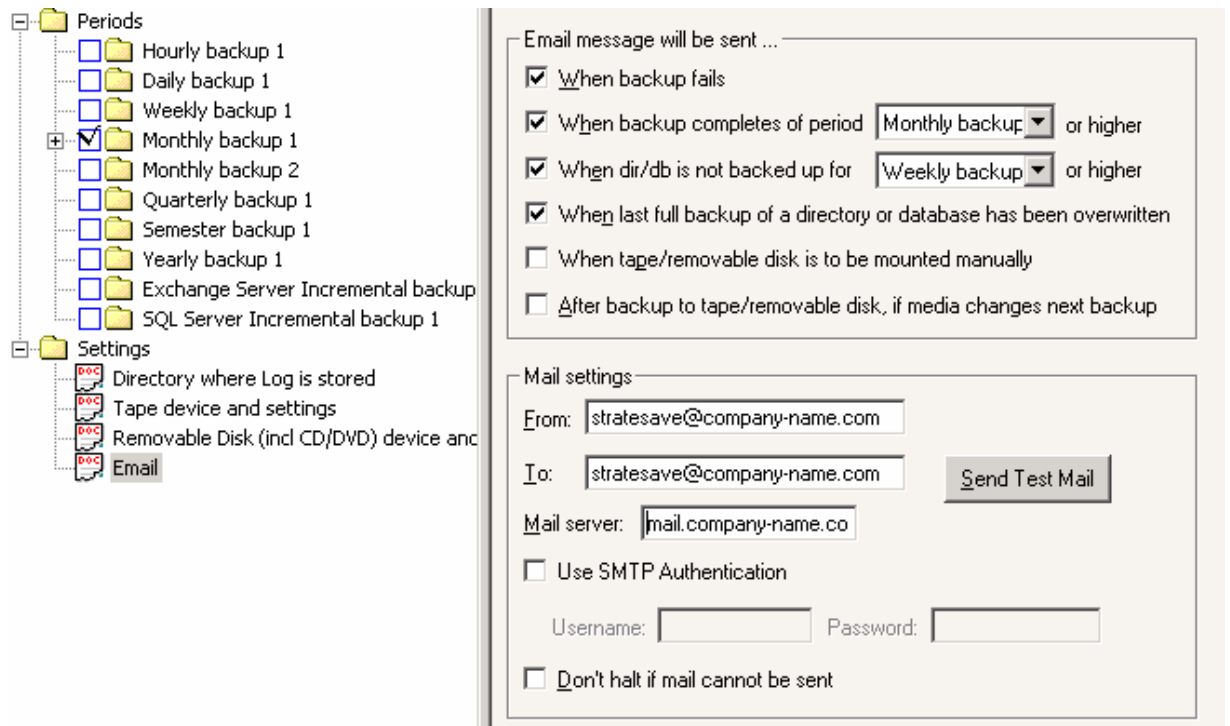 Periods
Hourly backup 1
Daily backup 1
Weekly backup 1
Monthly backup 1
Monthly backup 2
Quarterly backup 1
Semester backup 1
Yearly backup 1
Exchange Server Incremental backup
SQL Server Incremental backup 1
Settings
DOC Directory where Log is stored
DOC Tape device and settings
DOC Removable Disk (incl CD/DVD) device and
DOC Email
Email message will be sent ...
When backup fails
When backup completes of period Monthly backup or higher
When dir/db is not backed up for Weekly backup or higher
When last full backup of a directory or database has been overwritten
When tape/removable disk is to be mounted manually
After backup to tape/removable disk, if media changes next backup
Mail settings
From: stratesave@company-name.com
To: stratesave@company-name.com Send Test Mail
Mail server: mail.company-name.co
Use SMTP Authentication
Username: Password:
Don't halt if mail cannot be sent